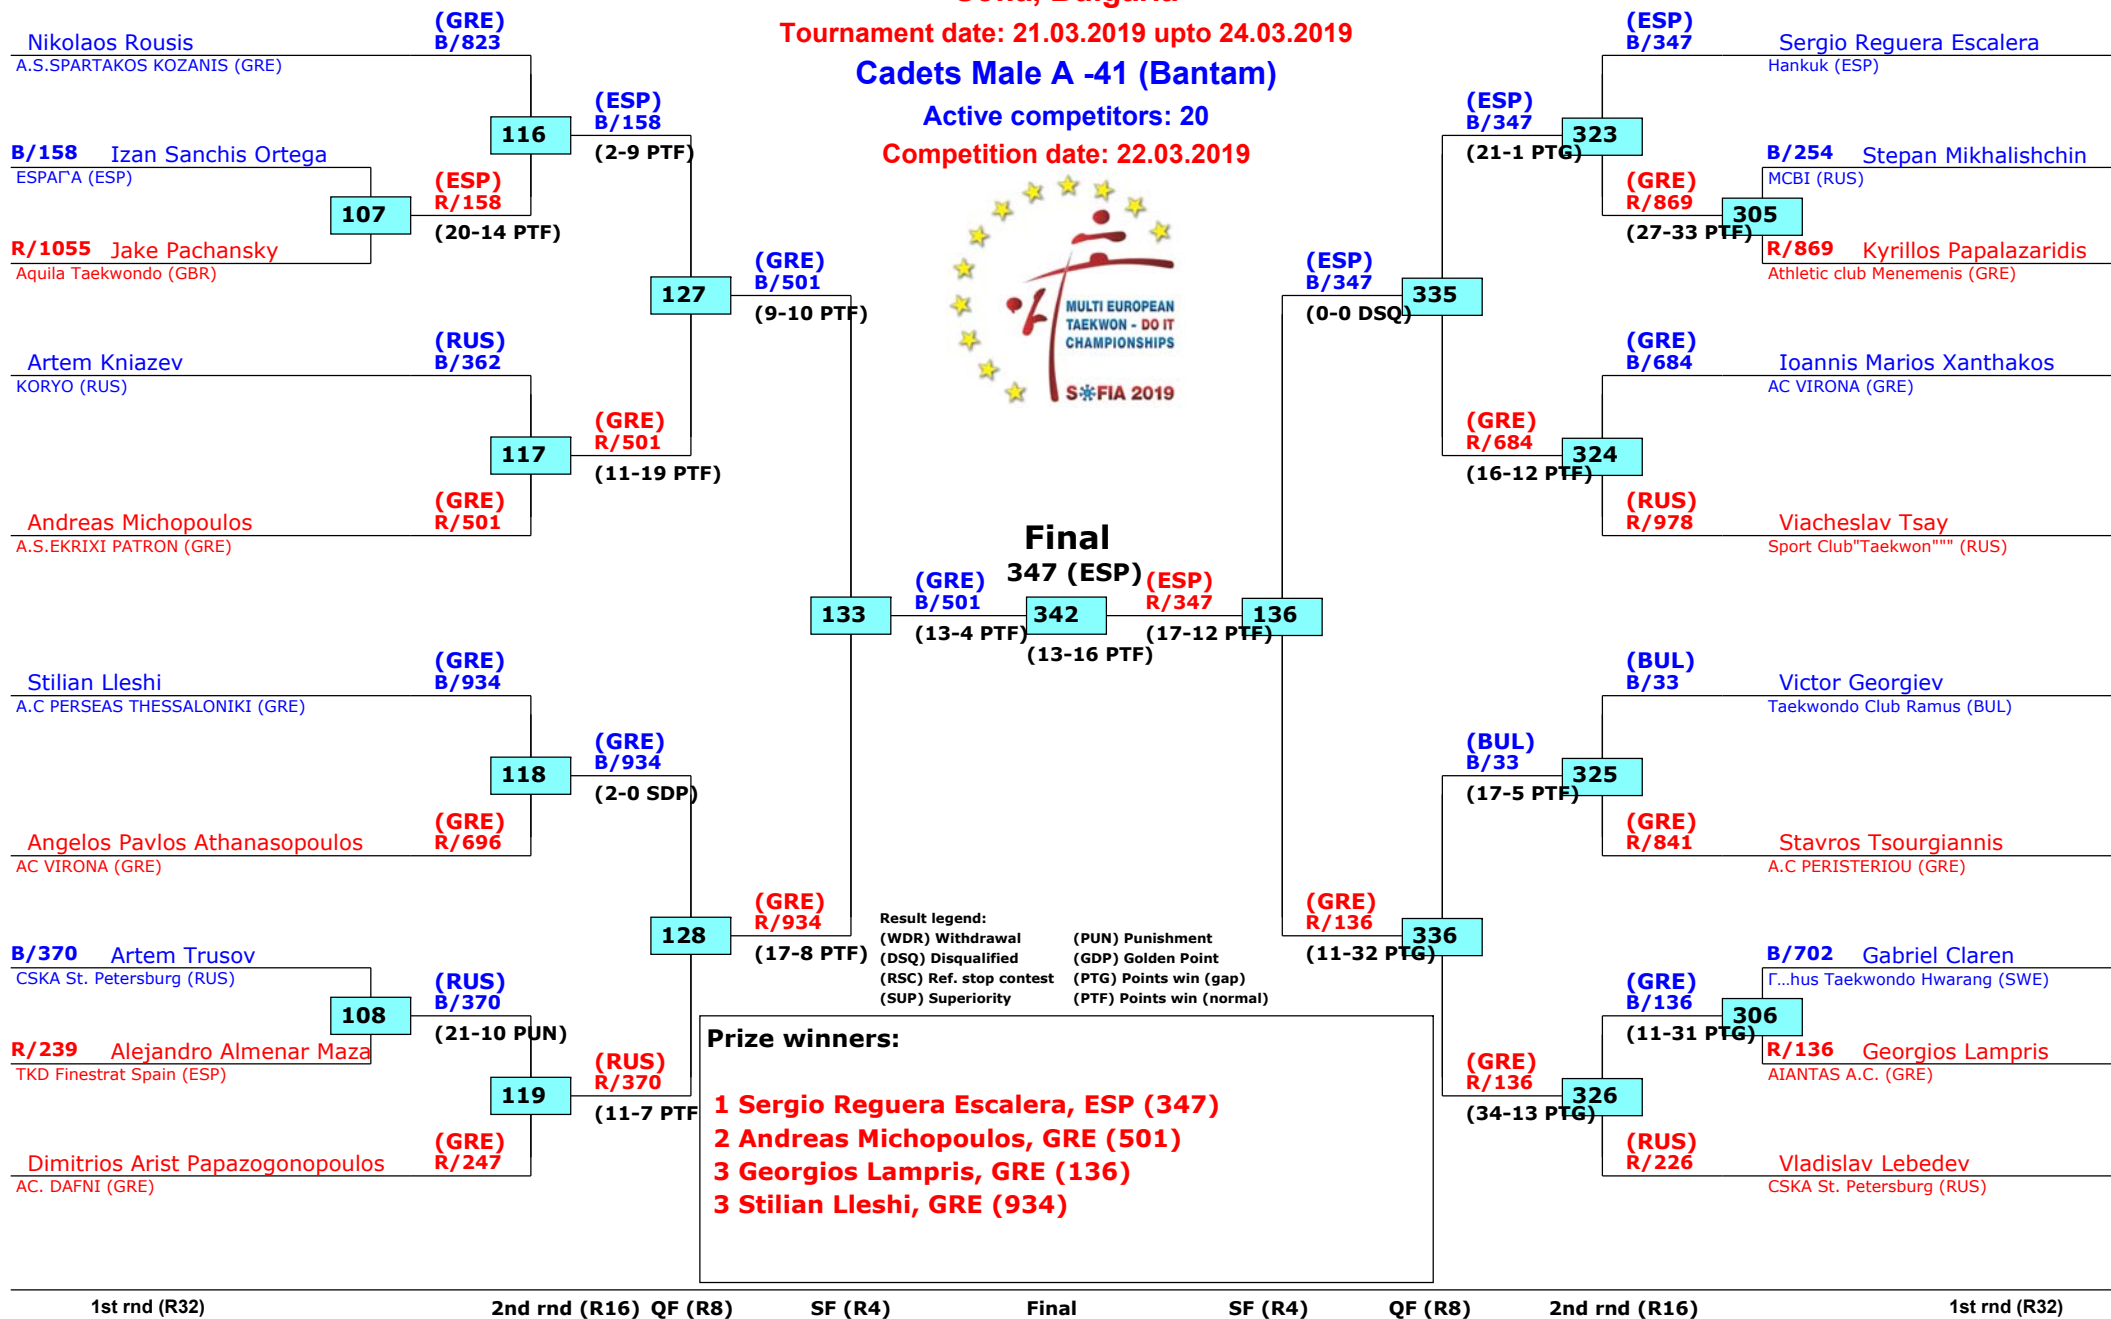 Sofia, Bulgaria
Tournament date: 21.03.2019 upto 24.03.2019
Cadets Male A -41 (Bantam)
Active competitors: 20
Competition date: 22.03.2019
MULTI EUROPEAN
TAEKWON - DO IT
CHAMPIONSHIPS
SOFIA 2019
(GRE)
Nikolaos Rousis B/823
A.S.SPARTAKOS KOZANIS (GRE)
116
(ESP)
B/158
(2-9 PTF)
B/158 Izan Sanchis Ortega
ESPAΓ'A (ESP)
107
(ESP)
R/158
(20-14 PTF)
R/1055 Jake Pachansky
Aquila Taekwondo (GBR)
127
(GRE)
B/501
(9-10 PTF)
(RUS)
Artem Kniazev B/362
KORYO (RUS)
117
(GRE)
R/501
(11-19 PTF)
(GRE)
Andreas Michopoulos R/501
A.S.EKRIXI PATRON (GRE)
133
(GRE)
B/501
(13-4 PTF)
(GRE)
Stilian Lleshi B/934
A.C PERSEAS THESSALONIKI (GRE)
118
(GRE)
B/934
(2-0 SDP)
(GRE)
Angelos Pavlos Athanasopoulos R/696
AC VIRONA (GRE)
128
(GRE)
R/934
(17-8 PTF)
B/370 Artem Trusov
CSKA St. Petersburg (RUS)
108
(RUS)
B/370
(21-10 PUN)
R/239 Alejandro Almenar Maza
TKD Finestrat Spain (ESP)
119
(RUS)
R/370
(11-7 PTF
(GRE)
Dimitrios Arist Papazogonopoulos R/247
AC. DAFNI (GRE)
Final
347 (ESP)
342
(13-16 PTF)
(ESP)
R/347
(17-12 PTF)
136
(ESP)
B/347 Sergio Reguera Escalera
Hankuk (ESP)
(ESP)
B/347
(21-1 PTG)
323
B/254 Stepan Mikhalishchin
MCBI (RUS)
(GRE)
R/869
(27-33 PTF)
305
R/869 Kyrillos Papalazaridis
Athletic club Menemenis (GRE)
(ESP)
B/347
(0-0 DSQ)
335
(GRE)
B/684 Ioannis Marios Xanthakos
AC VIRONA (GRE)
(GRE)
R/684
(16-12 PTF)
324
(RUS)
R/978 Viacheslav Tsay
Sport Club"Taekwon""" (RUS)
(BUL)
B/33 Victor Georgiev
Taekwondo Club Ramus (BUL)
(BUL)
B/33
(17-5 PTF)
325
(GRE)
R/841 Stavros Tsourgiannis
A.C PERISTERIOU (GRE)
(GRE)
R/136
(11-32 PTG)
336
B/702 Gabriel Claren
Γ...hus Taekwondo Hwarang (SWE)
(GRE)
B/136
(11-31 PTG)
306
R/136 Georgios Lampris
AIANTAS A.C. (GRE)
(GRE)
R/136
(34-13 PTG)
326
(RUS)
R/226 Vladislav Lebedev
CSKA St. Petersburg (RUS)
Result legend:
(WDR) Withdrawal (PUN) Punishment
(DSQ) Disqualified (GDP) Golden Point
(RSC) Ref. stop contest (PTG) Points win (gap)
(SUP) Superiority (PTF) Points win (normal)
Prize winners:
1 Sergio Reguera Escalera, ESP (347)
2 Andreas Michopoulos, GRE (501)
3 Georgios Lampris, GRE (136)
3 Stilian Lleshi, GRE (934)
1st rnd (R32) 2nd rnd (R16) QF (R8) SF (R4) Final SF (R4) QF (R8) 2nd rnd (R16) 1st rnd (R32)